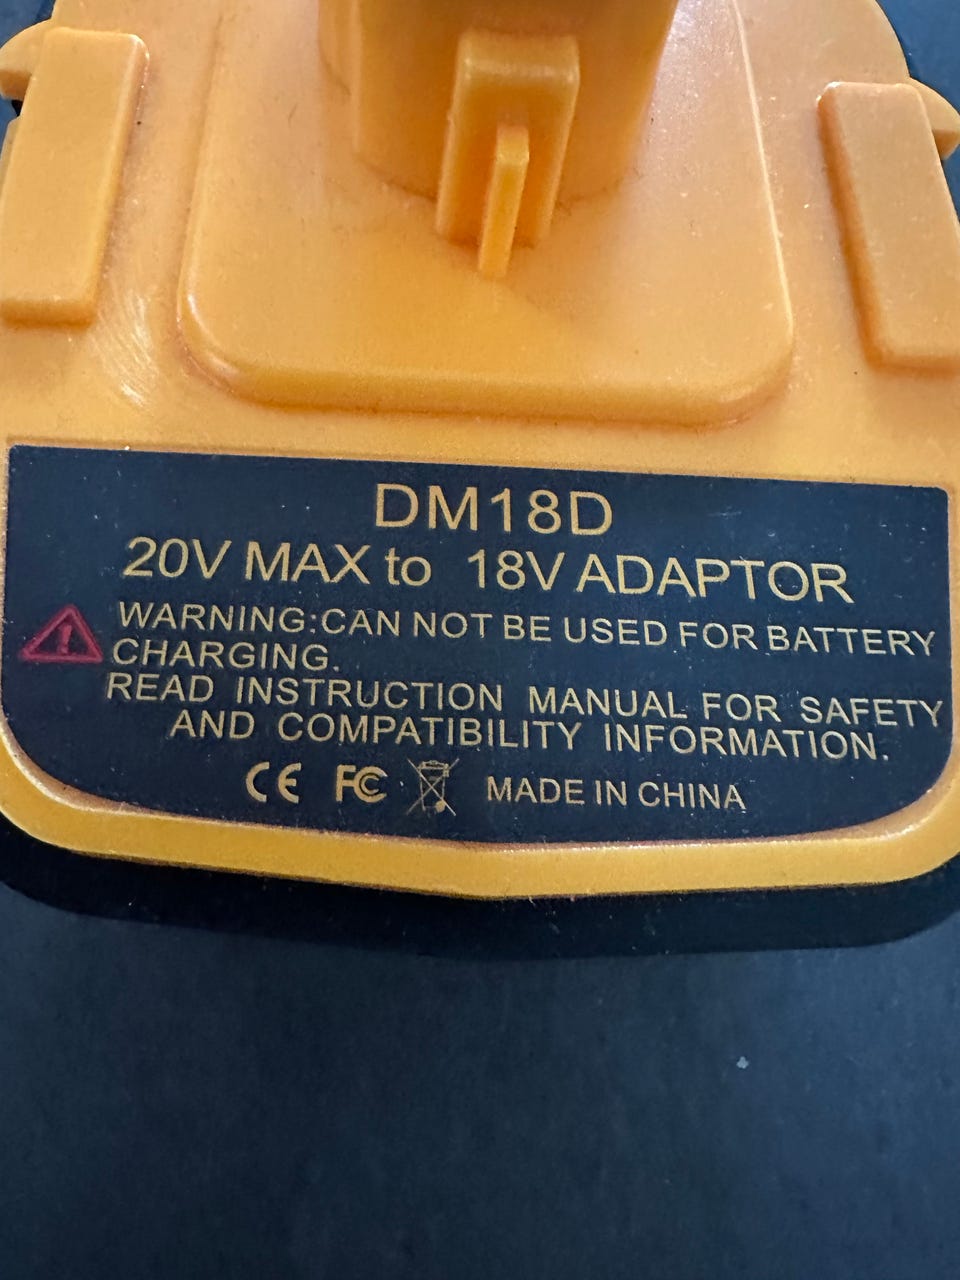 DM18D
20V MAX to 18V ADAPTOR
WARNING:CAN NOT BE USED FOR BATTERY
CHARGING.
READ INSTRUCTION MANUAL FOR SAFETY
AND COMPATIBILITY INFORMATION.
CE FC MADE IN CHINA